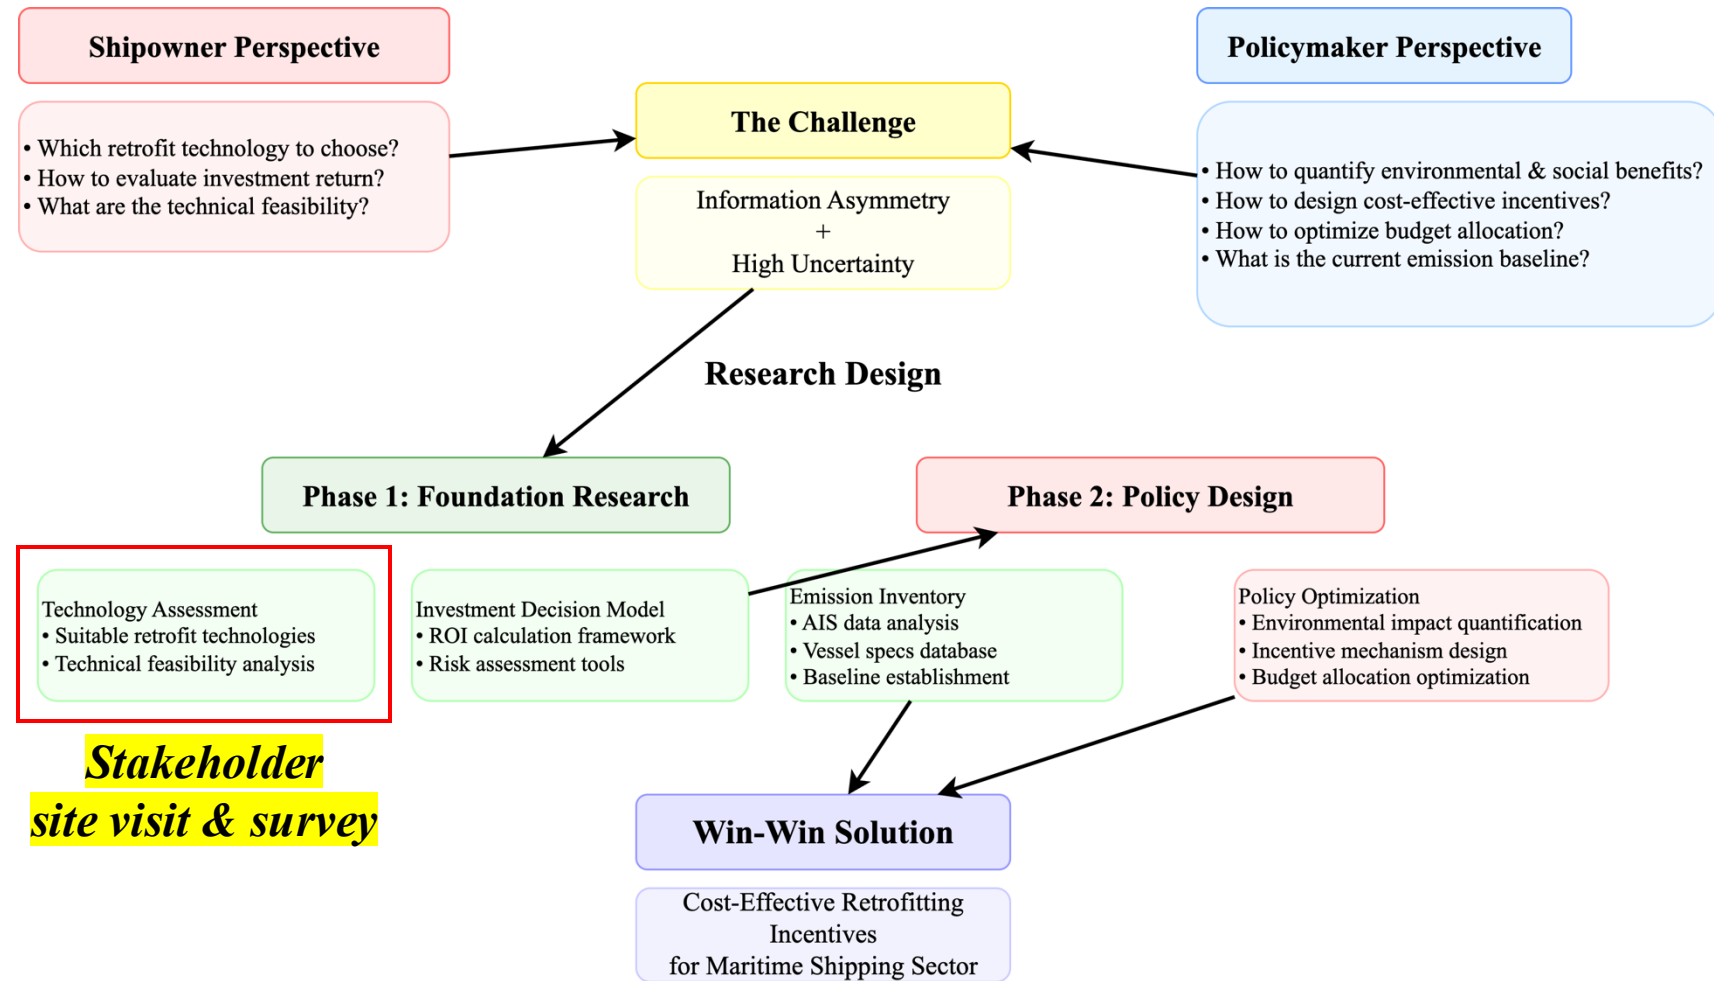 Shipowner Perspective
• Which retrofit technology to choose?
• How to evaluate investment return?
• What are the technical feasibility?
The Challenge
Information Asymmetry
+
High Uncertainty
Policymaker Perspective
• How to quantify environmental & social benefits?
• How to design cost-effective incentives?
• How to optimize budget allocation?
• What is the current emission baseline?
Research Design
Phase 1: Foundation Research
Phase 2: Policy Design
Technology Assessment
• Suitable retrofit technologies
• Technical feasibility analysis
Investment Decision Model
• ROI calculation framework
• Risk assessment tools
Emission Inventory
• AIS data analysis
• Vessel specs database
• Baseline establishment
Policy Optimization
• Environmental impact quantification
• Incentive mechanism design
• Budget allocation optimization
Stakeholder
site visit & survey
Win-Win Solution
Cost-Effective Retrofitting
Incentives
for Maritime Shipping Sector